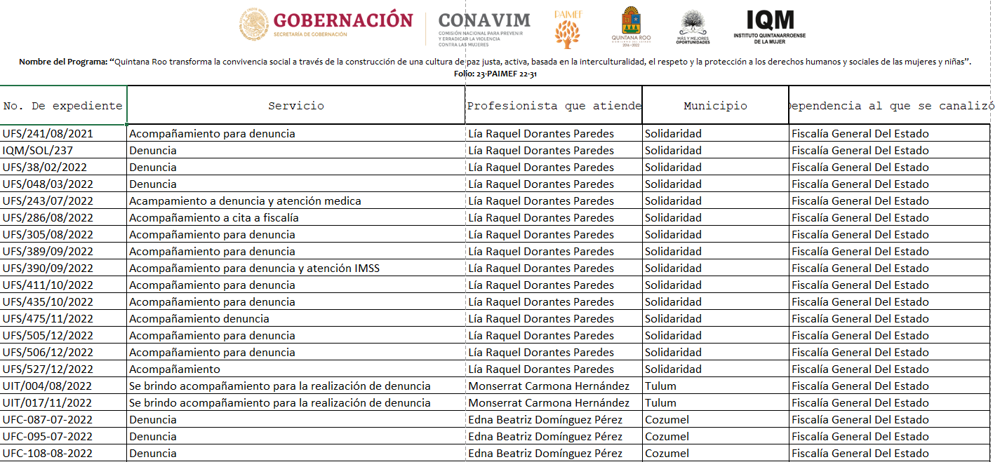 GOBERNACIÓN
SECRETARÍA DE GOBERNACIÓN
CONAVIM
COMISIÓN NACIONAL PARA PREVENIR
Y ERRADICAR LA VIOLENCIA
CONTRA LAS MUJERES
PAIMEF
QUINTANA ROO
GOBIERNO DEL ESTADO
2016-2022
MÁS Y MEJORES
OPORTUNIDADES
IQM
INSTITUTO QUINTANARROENSE
DE LA MUJER
Nombre del Programa: “Quintana Roo transforma la convivencia social a través de la construcción de una cultura de paz justa, activa, basada en la interculturalidad, el respeto y la protección a los derechos humanos y sociales de las mujeres y niñas”.
Folio: 23-PAIMEF 22-31
No. De expediente Servicio Profesionista que atiende Municipio Dependencia al que se canalizó
UFS/241/08/2021 Acompañamiento para denuncia Lía Raquel Dorantes Paredes Solidaridad Fiscalía General Del Estado
IQM/SOL/237 Denuncia Lía Raquel Dorantes Paredes Solidaridad Fiscalía General Del Estado
UFS/38/02/2022 Denuncia Lía Raquel Dorantes Paredes Solidaridad Fiscalía General Del Estado
UFS/048/03/2022 Denuncia Lía Raquel Dorantes Paredes Solidaridad Fiscalía General Del Estado
UFS/243/07/2022 Acampamiento a denuncia y atención medica Lía Raquel Dorantes Paredes Solidaridad Fiscalía General Del Estado
UFS/286/08/2022 Acompañamiento a cita a fiscalía Lía Raquel Dorantes Paredes Solidaridad Fiscalía General Del Estado
UFS/305/08/2022 Acompañamiento para denuncia Lía Raquel Dorantes Paredes Solidaridad Fiscalía General Del Estado
UFS/389/09/2022 Acompañamiento para denuncia Lía Raquel Dorantes Paredes Solidaridad Fiscalía General Del Estado
UFS/390/09/2022 Acompañamiento para denuncia y atención IMSS Lía Raquel Dorantes Paredes Solidaridad Fiscalía General Del Estado
UFS/411/10/2022 Acompañamiento para denuncia Lía Raquel Dorantes Paredes Solidaridad Fiscalía General Del Estado
UFS/435/10/2022 Acompañamiento para denuncia Lía Raquel Dorantes Paredes Solidaridad Fiscalía General Del Estado
UFS/475/11/2022 Acompañamiento denuncia Lía Raquel Dorantes Paredes Solidaridad Fiscalía General Del Estado
UFS/505/12/2022 Acompañamiento para denuncia Lía Raquel Dorantes Paredes Solidaridad Fiscalía General Del Estado
UFS/506/12/2022 Acompañamiento para denuncia Lía Raquel Dorantes Paredes Solidaridad Fiscalía General Del Estado
UFS/527/12/2022 Acompañamiento Lía Raquel Dorantes Paredes Solidaridad Fiscalía General Del Estado
UIT/004/08/2022 Se brindo acompañamiento para la realización de denuncia Monserrat Carmona Hernández Tulum Fiscalía General Del Estado
UIT/017/11/2022 Se brindo acompañamiento para la realización de denuncia Monserrat Carmona Hernández Tulum Fiscalía General Del Estado
UFC-087-07-2022 Denuncia Edna Beatriz Domínguez Pérez Cozumel Fiscalía General Del Estado
UFC-095-07-2022 Denuncia Edna Beatriz Domínguez Pérez Cozumel Fiscalía General Del Estado
UFC-108-08-2022 Denuncia Edna Beatriz Domínguez Pérez Cozumel Fiscalía General Del Estado